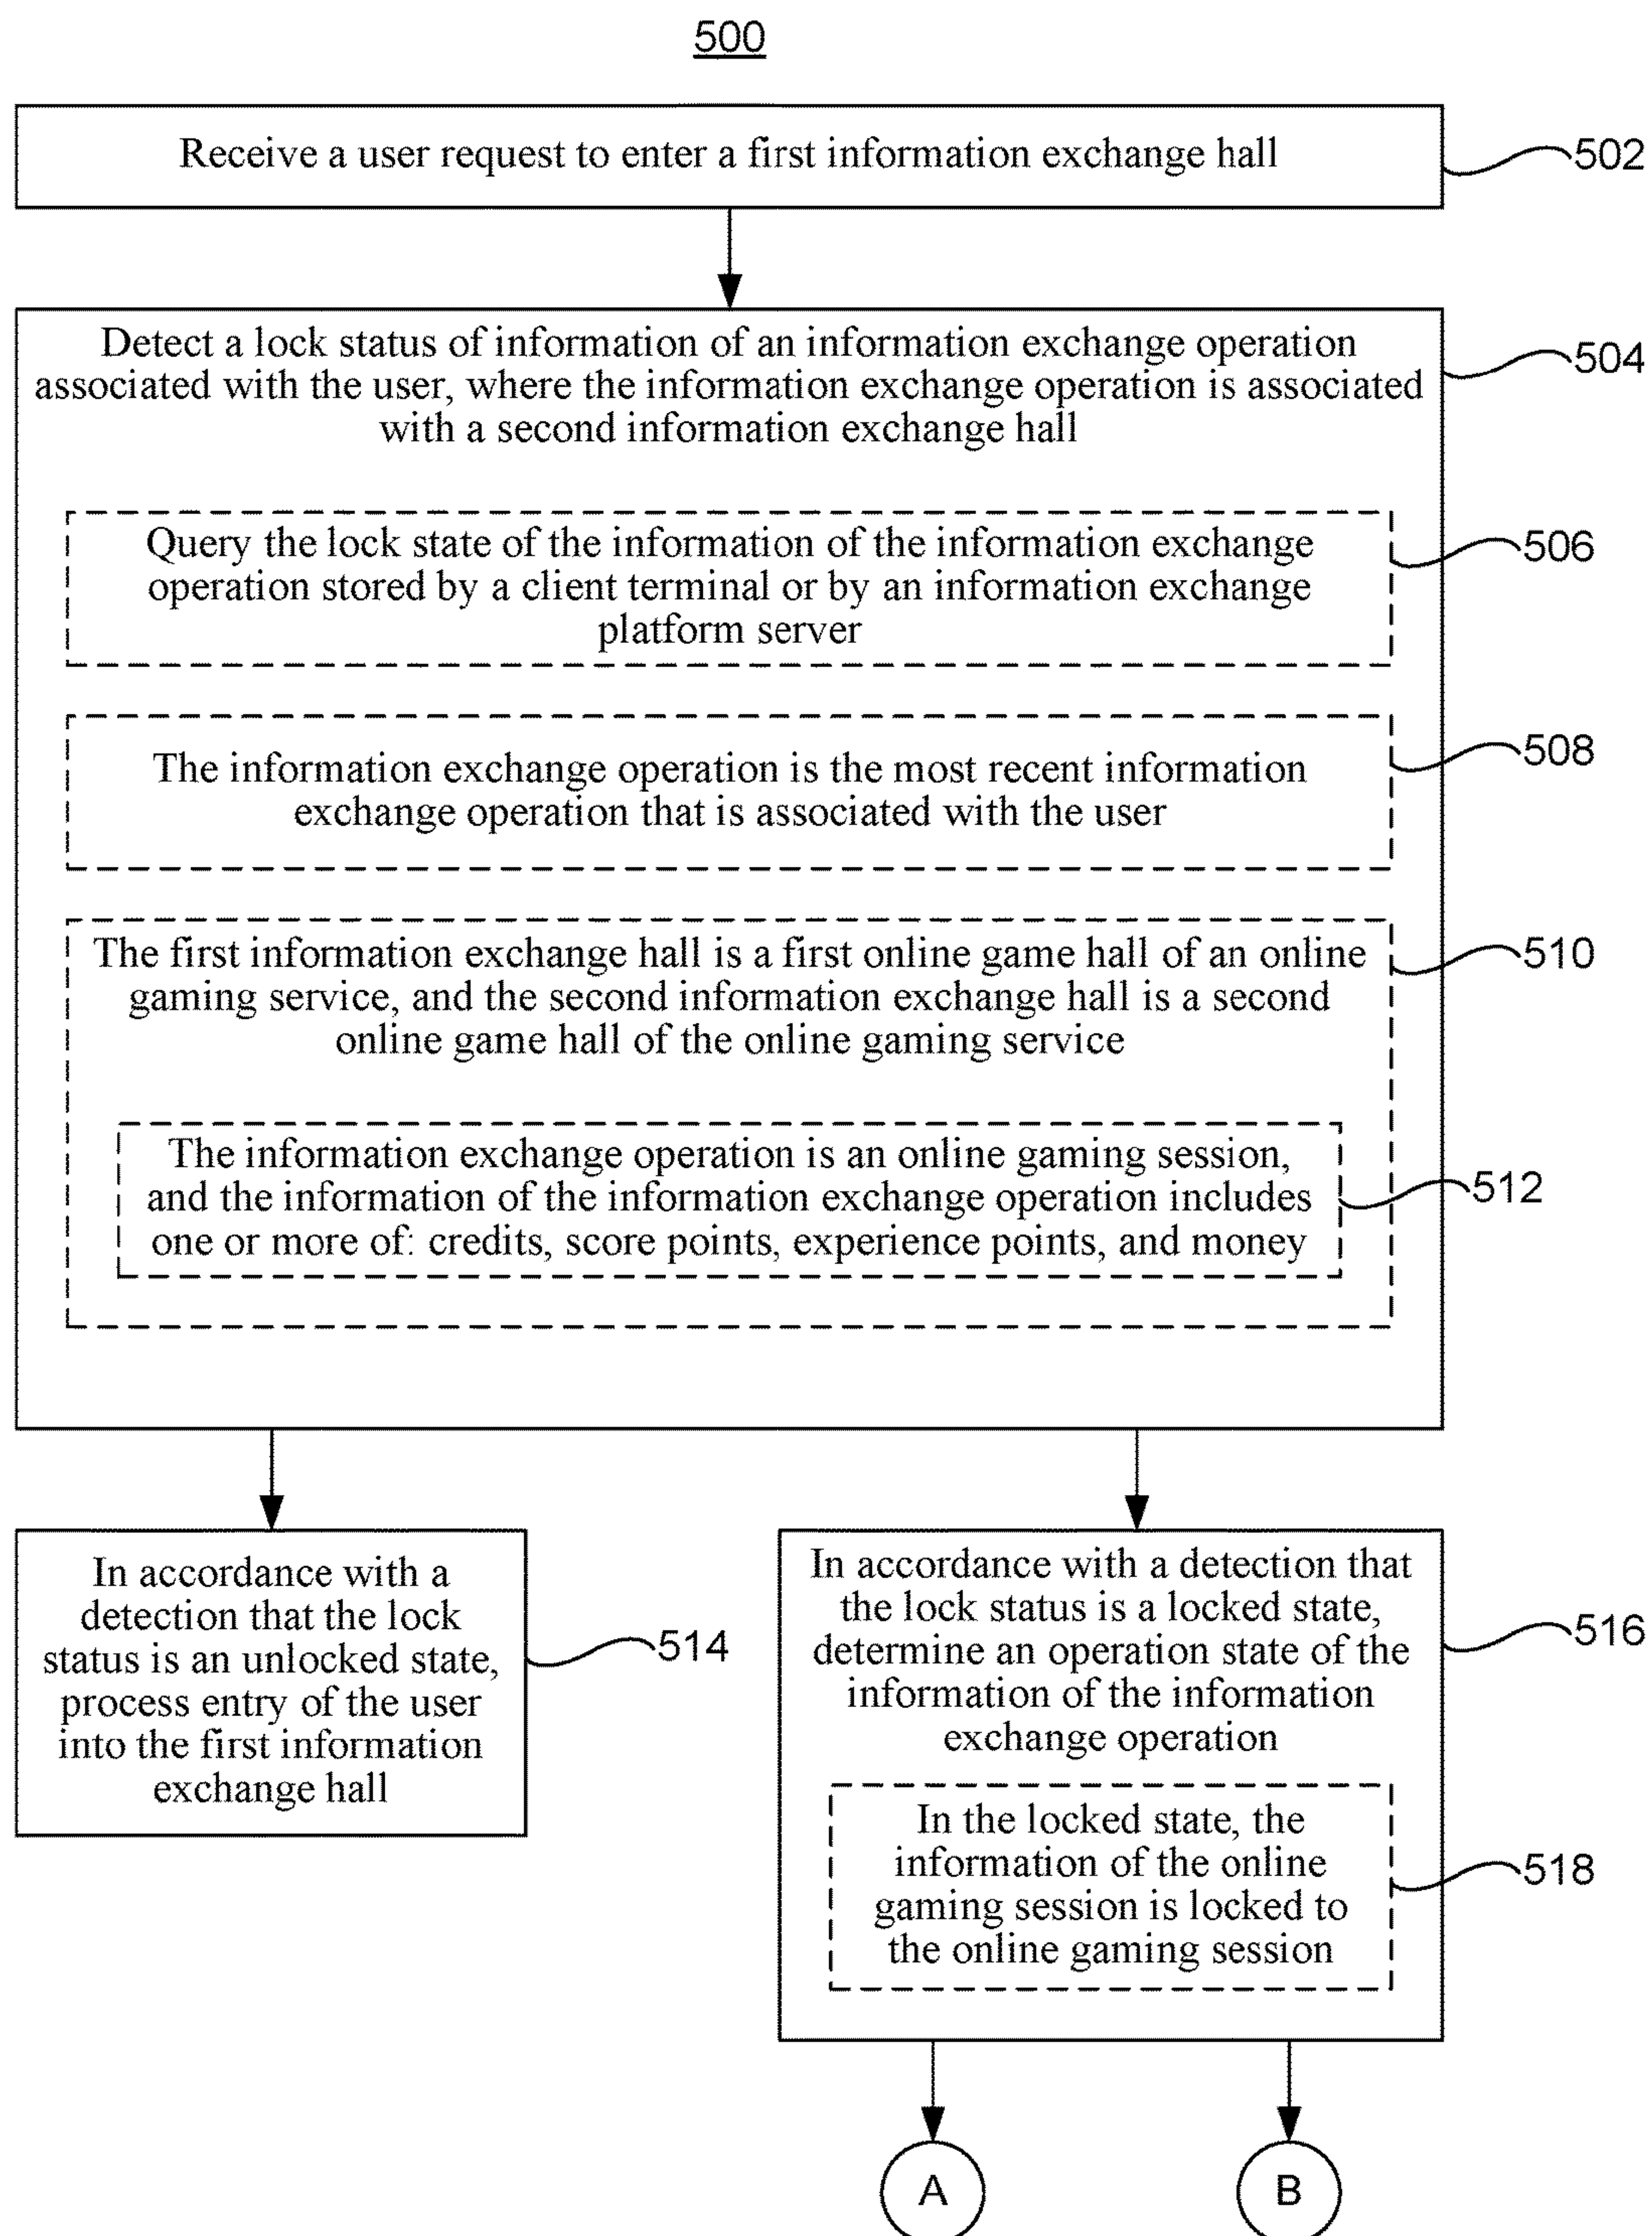 500
Receive a user request to enter a first information exchange hall
502
Detect a lock status of information of an information exchange operation
associated with the user, where the information exchange operation is associated
with a second information exchange hall
504
Query the lock state of the information of the information exchange
operation stored by a client terminal or by an information exchange
platform server
506
The information exchange operation is the most recent information
exchange operation that is associated with the user
508
The first information exchange hall is a first online game hall of an online
gaming service, and the second information exchange hall is a second
online game hall of the online gaming service
510
The information exchange operation is an online gaming session,
and the information of the information exchange operation includes
one or more of: credits, score points, experience points, and money
512
In accordance with a
detection that the lock
status is an unlocked state,
process entry of the user
into the first information
exchange hall
514
In accordance with a detection that
the lock status is a locked state,
determine an operation state of the
information of the information
exchange operation
516
In the locked state, the
information of the online
gaming session is locked to
the online gaming session
518
A
B